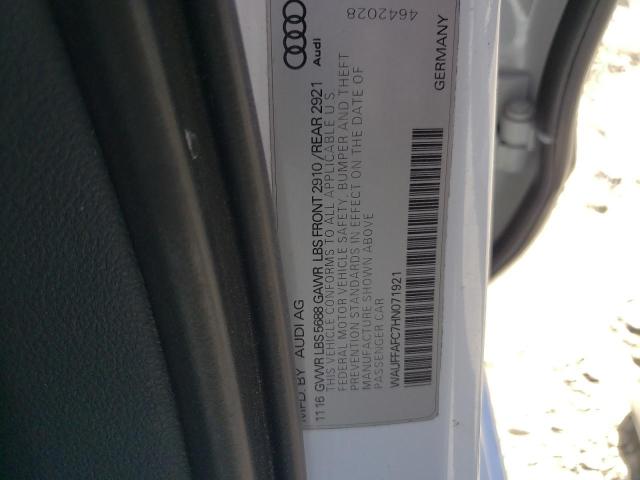 MFD. BY AUDI AG
11 16 GVWR LBS 5688 GAWR LBS FRONT 2910/REAR 2921
THIS VEHICLE CONFORMS TO ALL APPLICABLE U S
FEDERAL MOTOR VEHICLE SAFETY, BUMPER AND THEFT
PREVENTION STANDARDS IN EFFECT ON THE DATE OF
MANUFACTURE SHOWN ABOVE
PASSENGER CAR
WAUFFAFC7HN071921
Audi
4642028
GERMANY